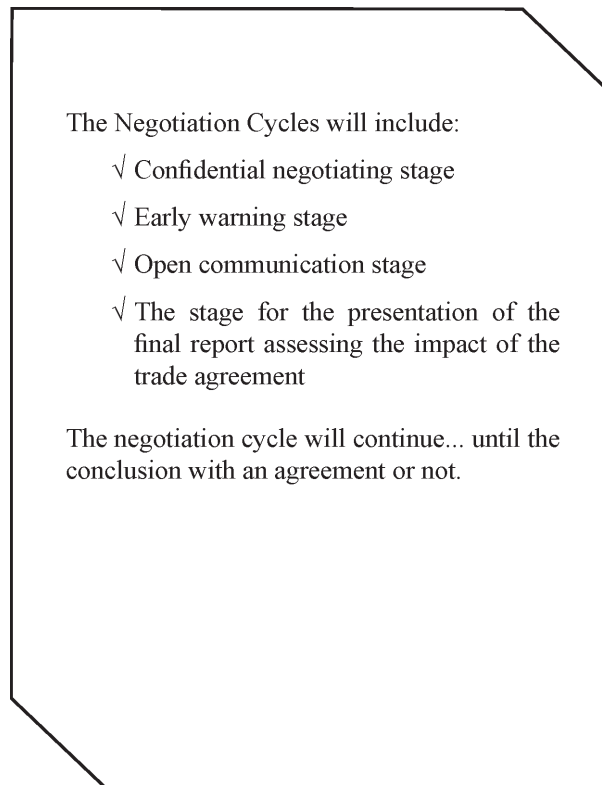 The Negotiation Cycles will include:
√ Confidential negotiating stage
√ Early warning stage
√ Open communication stage
√ The stage for the presentation of the
final report assessing the impact of the
trade agreement
The negotiation cycle will continue... until the
conclusion with an agreement or not.